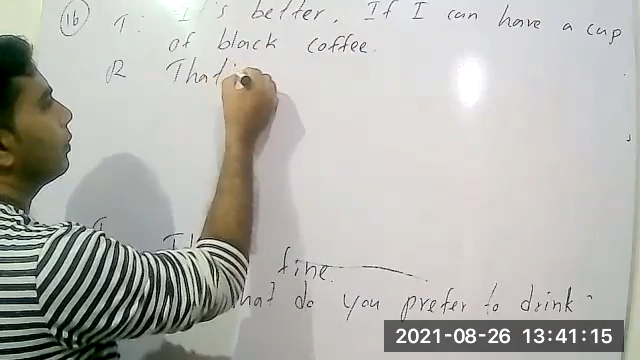 16 T: It's better, If I can have a cup
of black coffee.
R That
fine.
hat do you prefer to drink
2021-08-26 13:41:15